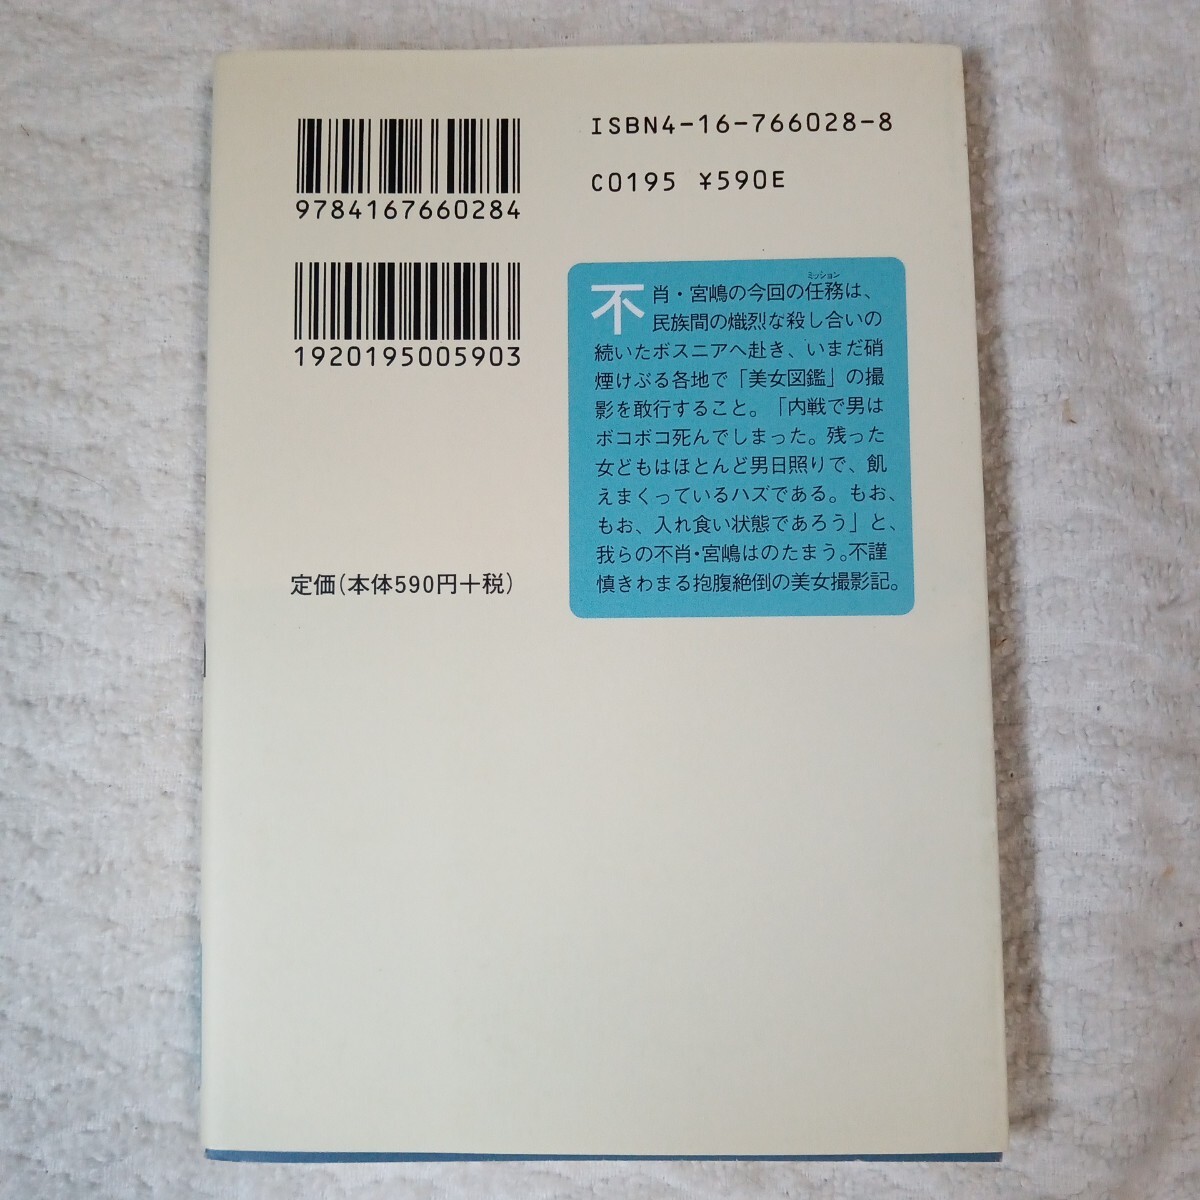 ISBN4-16-766028-8
C0195 ¥590E
9784167660284
1920195005903
定価(本体590円+税)
ミッション
不肖・宮嶋の今回の任務は、
民族間の熾烈な殺し合いの
続いたボスニアへ赴き、いまだ硝
煙けぶる各地で「美女図鑑」の撮
影を敢行すること。「内戦で男は
ボコボコ死んでしまった。残った
女どもはほとんど男日照りで、飢
えまくっているハズである。もお、
もお、入れ食い状態であろう」と、
我らの不肖・宮嶋はのたまう。不謹
慎きわまる抱腹絶倒の美女撮影記。